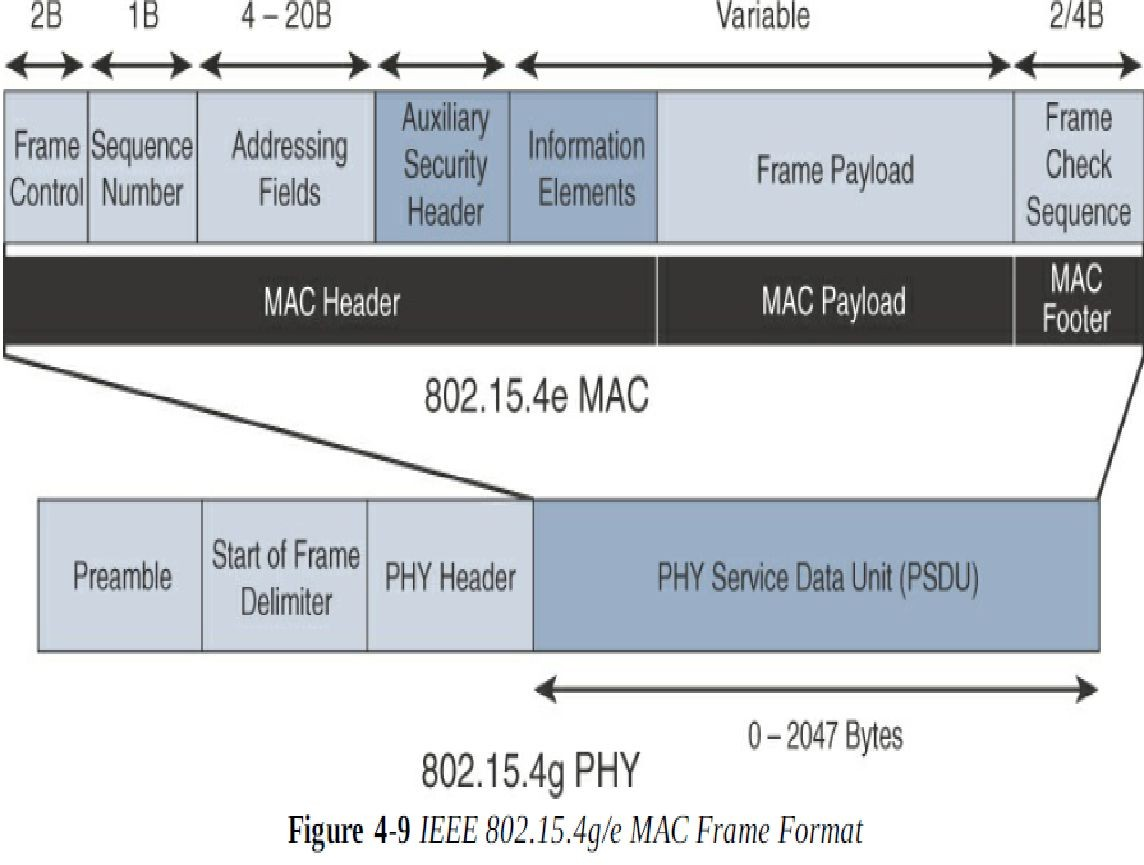 2B 1B 4 – 20B Variable 2/4B
Frame Control
Sequence Number
Addressing Fields
Auxiliary Security Header
Information Elements
Frame Payload
Frame Check Sequence
MAC Header
MAC Payload
MAC Footer
802.15.4e MAC
Preamble
Start of Frame Delimiter
PHY Header
PHY Service Data Unit (PSDU)
0 – 2047 Bytes
802.15.4g PHY
Figure 4-9 IEEE 802.15.4g/e MAC Frame Format